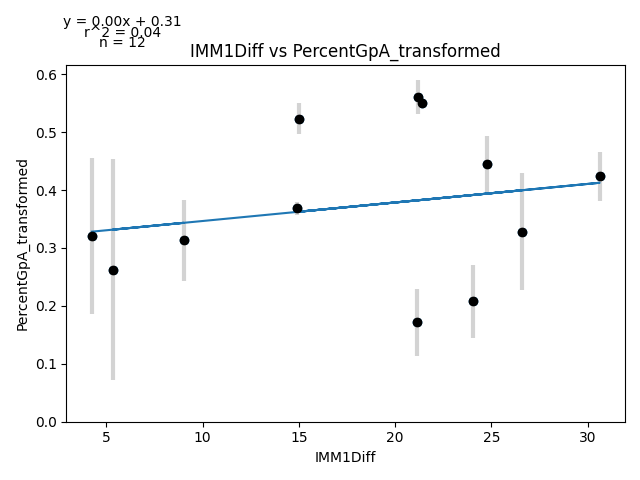 y = 0.00x + 0.31
r^2 = 0.04
n = 12
IMM1Diff vs PercentGpA_transformed
PercentGpA_transformed
0.6
0.5
0.4
0.3
0.2
0.1
0.0
5 10 15 20 25 30
IMM1Diff